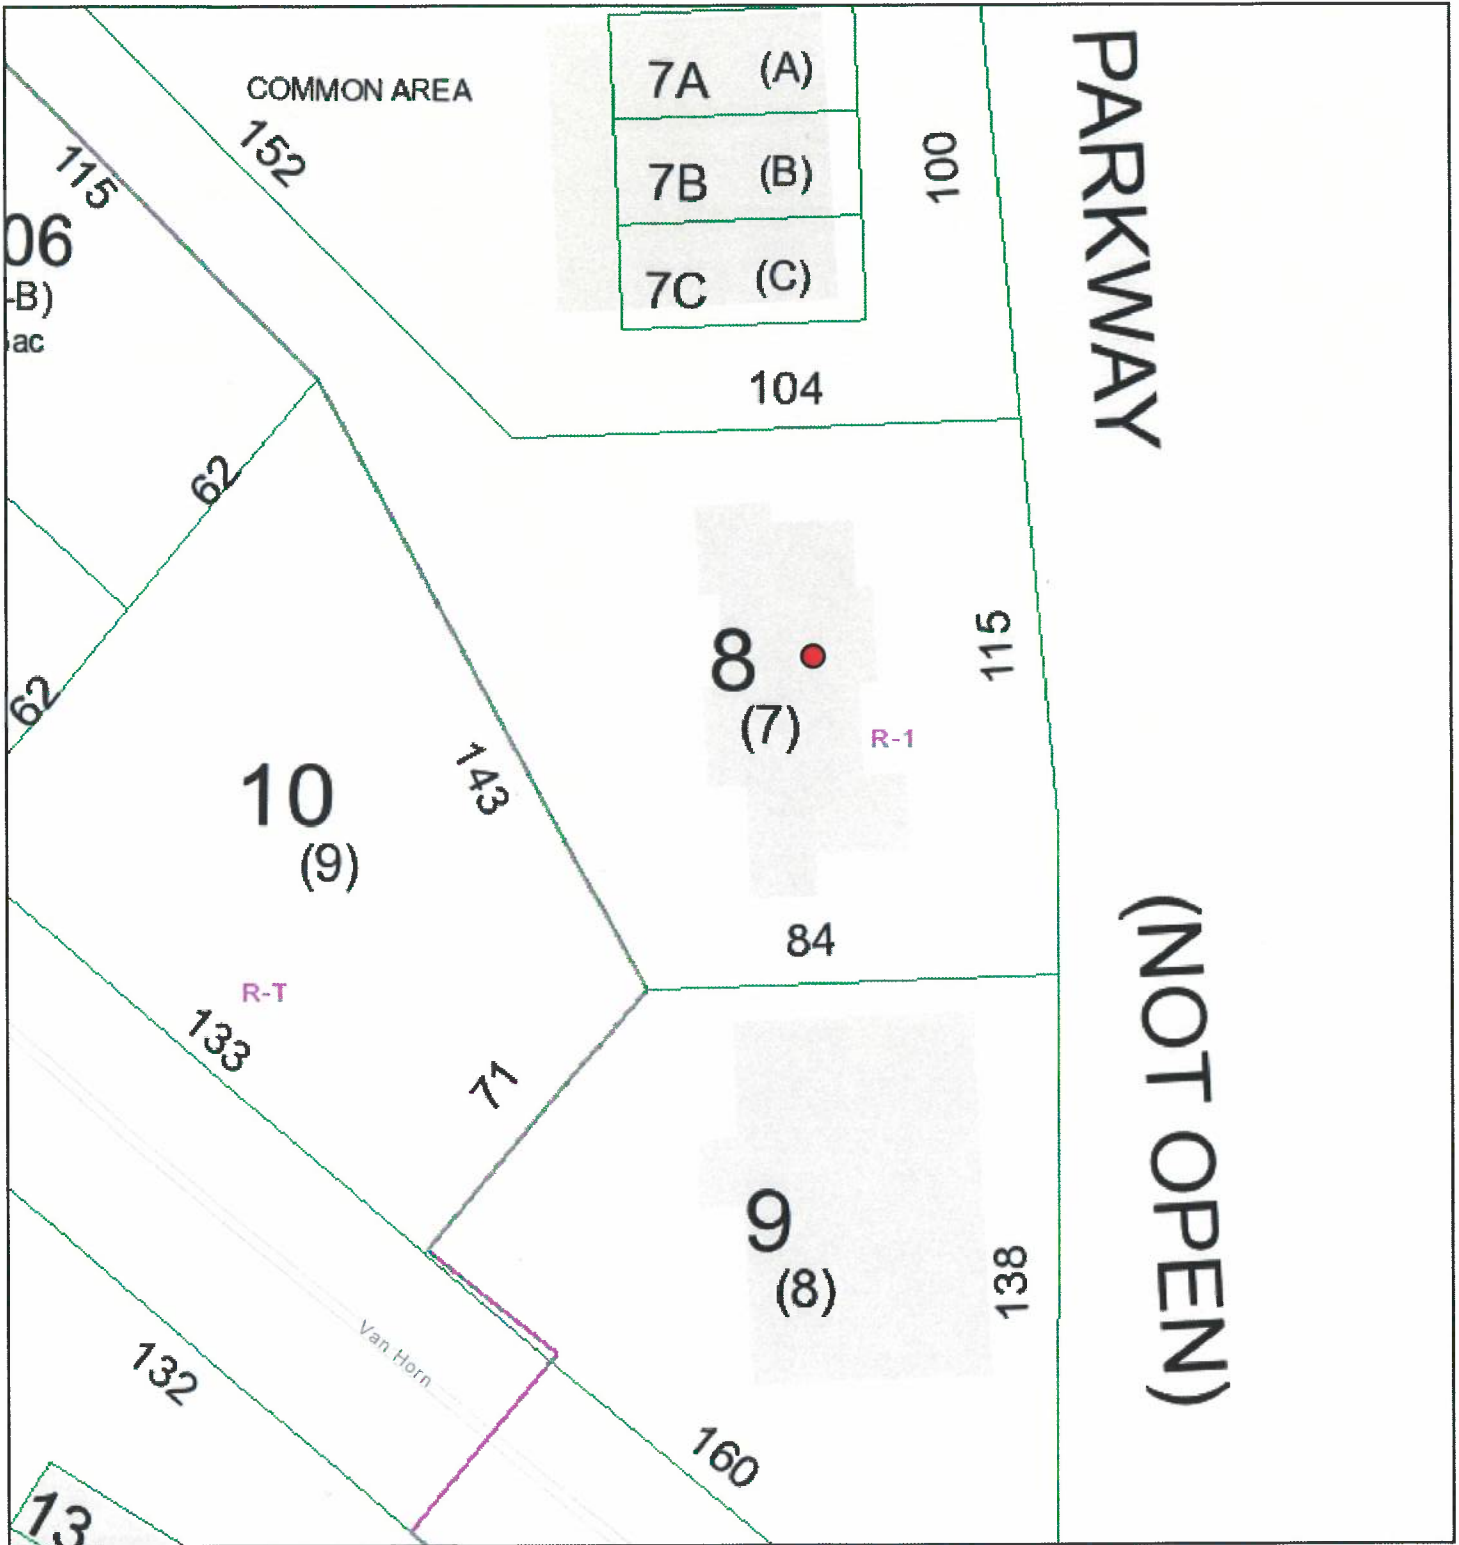 COMMON AREA
7A (A)
7B (B)
7C (C)
152
115
100
PARKWAY
06
-B)
ac
104
62
62
8
(7)
115
R-1
143
10
(9)
84
(NOT OPEN)
R-T
133
71
9
(8)
138
Van Horn
132
160
13